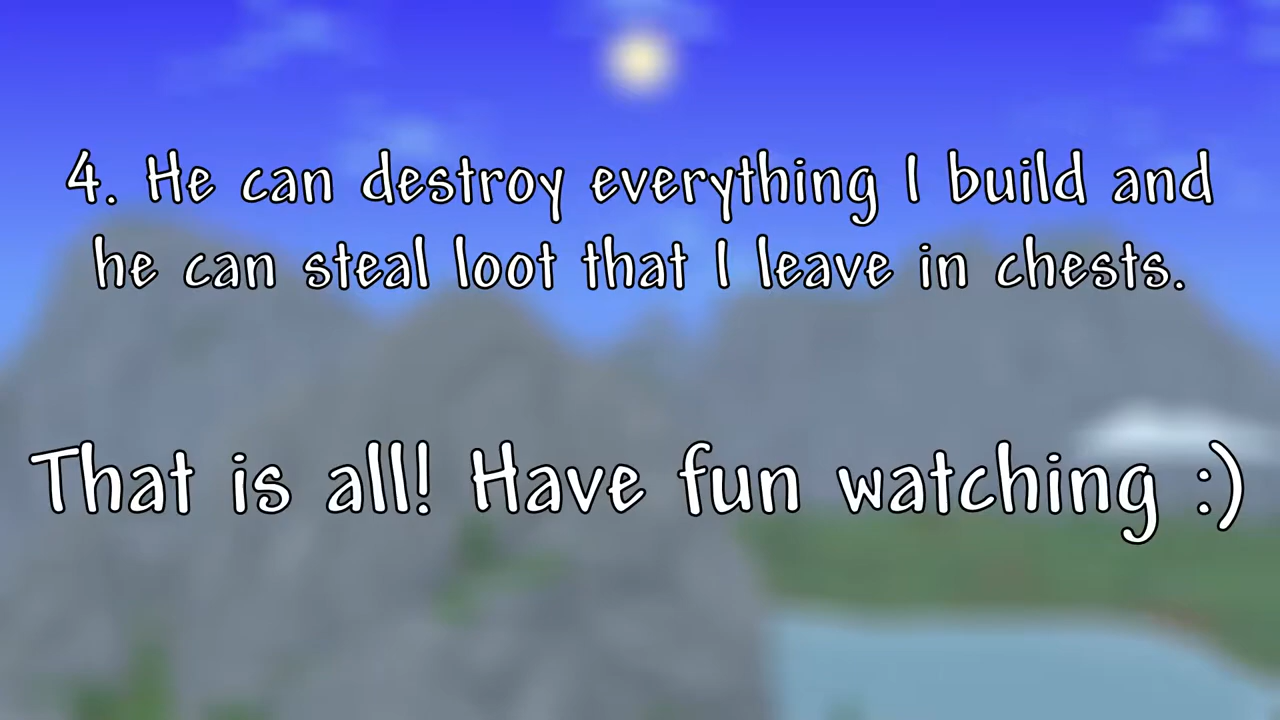 4. He can destroy everything I build and
he can steal loot that I leave in chests.
That is all! Have fun watching :)